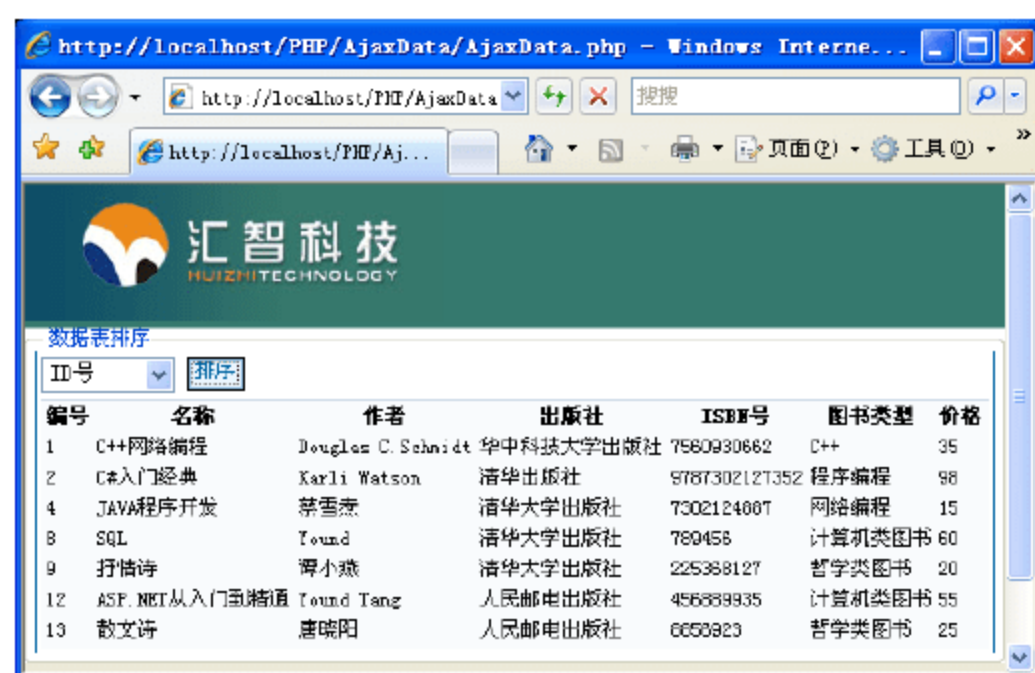 http://localhost/PHP/AjaxData/AjaxData.php - Windows Interne...
http://localhost/PHP/AjaxData 搜搜
http://localhost/PHP/Aj... 页面(P) 工具(O) »
汇智科技
HUIZHITECHNOLOGY
数据表排序
ID号 排序
编号 名称 作者 出版社 ISBN号 图书类型 价格
1 C++网络编程 Douglas C.Schmidt 华中科技大学出版社 7560930662 C++ 35
2 C#入门经典 Karli Watson 清华出版社 9787302127352 程序编程 98
4 JAVA程序开发 蔡雪焘 清华大学出版社 7302124887 网络编程 15
8 SQL Yound 清华大学出版社 789456 计算机类图书 60
9 抒情诗 谭小燕 清华大学出版社 225368127 哲学类图书 20
12 ASP.NET从入门到精通 Yound Tang 人民邮电出版社 456889935 计算机类图书 55
13 散文诗 唐晓阳 人民邮电出版社 25 哲学类图书